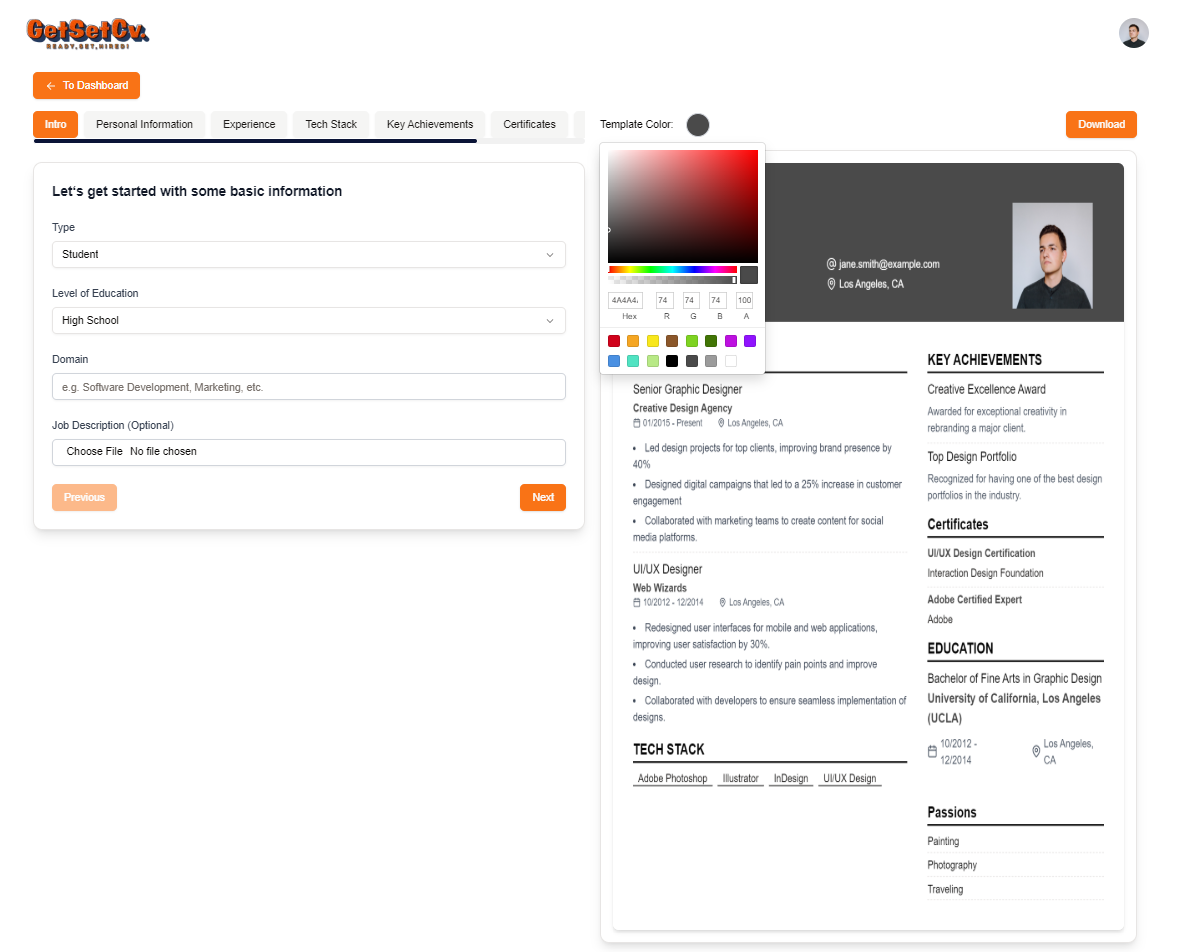 GetSetCv.
READY,SET,HIRED!
To Dashboard
Intro
Personal Information
Experience
Tech Stack
Key Achievements
Certificates
Template Color:
Download
Let's get started with some basic information
Type
Student
Level of Education
High School
Domain
e.g. Software Development, Marketing, etc.
Job Description (Optional)
Choose File No file chosen
Previous
Next
74 74 74 100
Hex R G B A
@ jane.smith@example.com
Los Angeles, CA
Senior Graphic Designer
Creative Design Agency
01/2015 - Present Los Angeles, CA
• Led design projects for top clients, improving brand presence by
40%
• Designed digital campaigns that led to a 25% increase in customer
engagement
• Collaborated with marketing teams to create content for social
media platforms.
UI/UX Designer
Web Wizards
10/2012 - 12/2014 Los Angeles, CA
• Redesigned user interfaces for mobile and web applications,
improving user satisfaction by 30%.
• Conducted user research to identify pain points and improve
design.
• Collaborated with developers to ensure seamless implementation of
designs.
TECH STACK
Adobe Photoshop Illustrator InDesign UI/UX Design
KEY ACHIEVEMENTS
Creative Excellence Award
Awarded for exceptional creativity in
rebranding a major client.
Top Design Portfolio
Recognized for having one of the best design
portfolios in the industry.
Certificates
UI/UX Design Certification
Interaction Design Foundation
Adobe Certified Expert
Adobe
EDUCATION
Bachelor of Fine Arts in Graphic Design
University of California, Los Angeles
(UCLA)
10/2012 -
12/2014
Los Angeles,
CA
Passions
Painting
Photography
Traveling